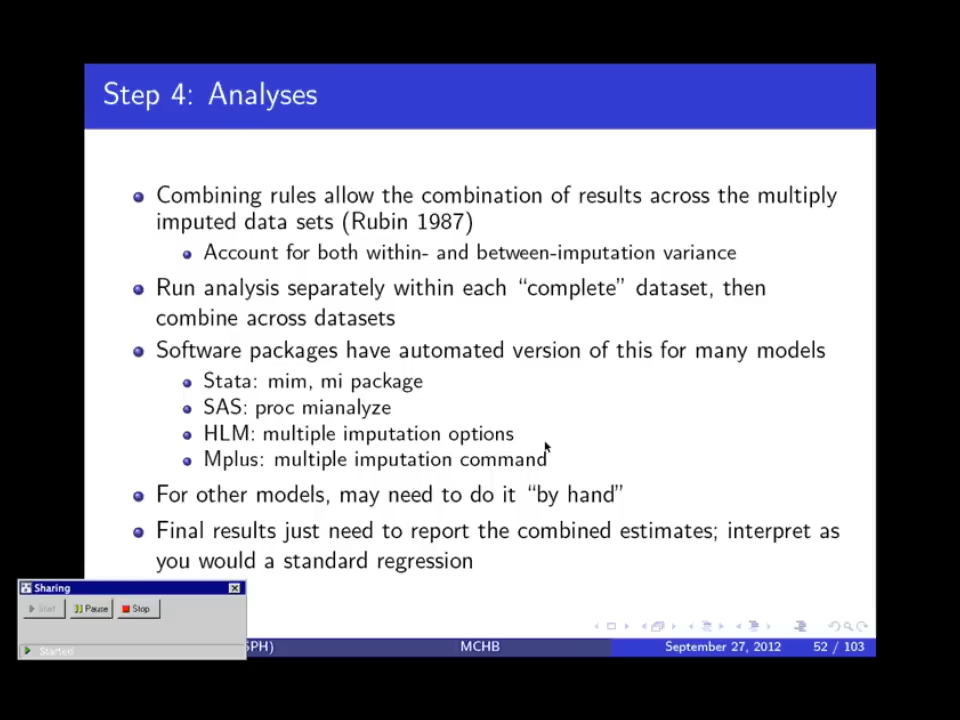 Step 4: Analyses
Combining rules allow the combination of results across the multiply
imputed data sets (Rubin 1987)
Account for both within- and between-imputation variance
Run analysis separately within each “complete” dataset, then
combine across datasets
Software packages have automated version of this for many models
Stata: mim, mi package
SAS: proc mianalyze
HLM: multiple imputation options
Mplus: multiple imputation command
For other models, may need to do it “by hand”
Final results just need to report the combined estimates; interpret as
you would a standard regression
Sharing
Start Pause Stop
Started
SPH) MCHB September 27, 2012 52 / 103